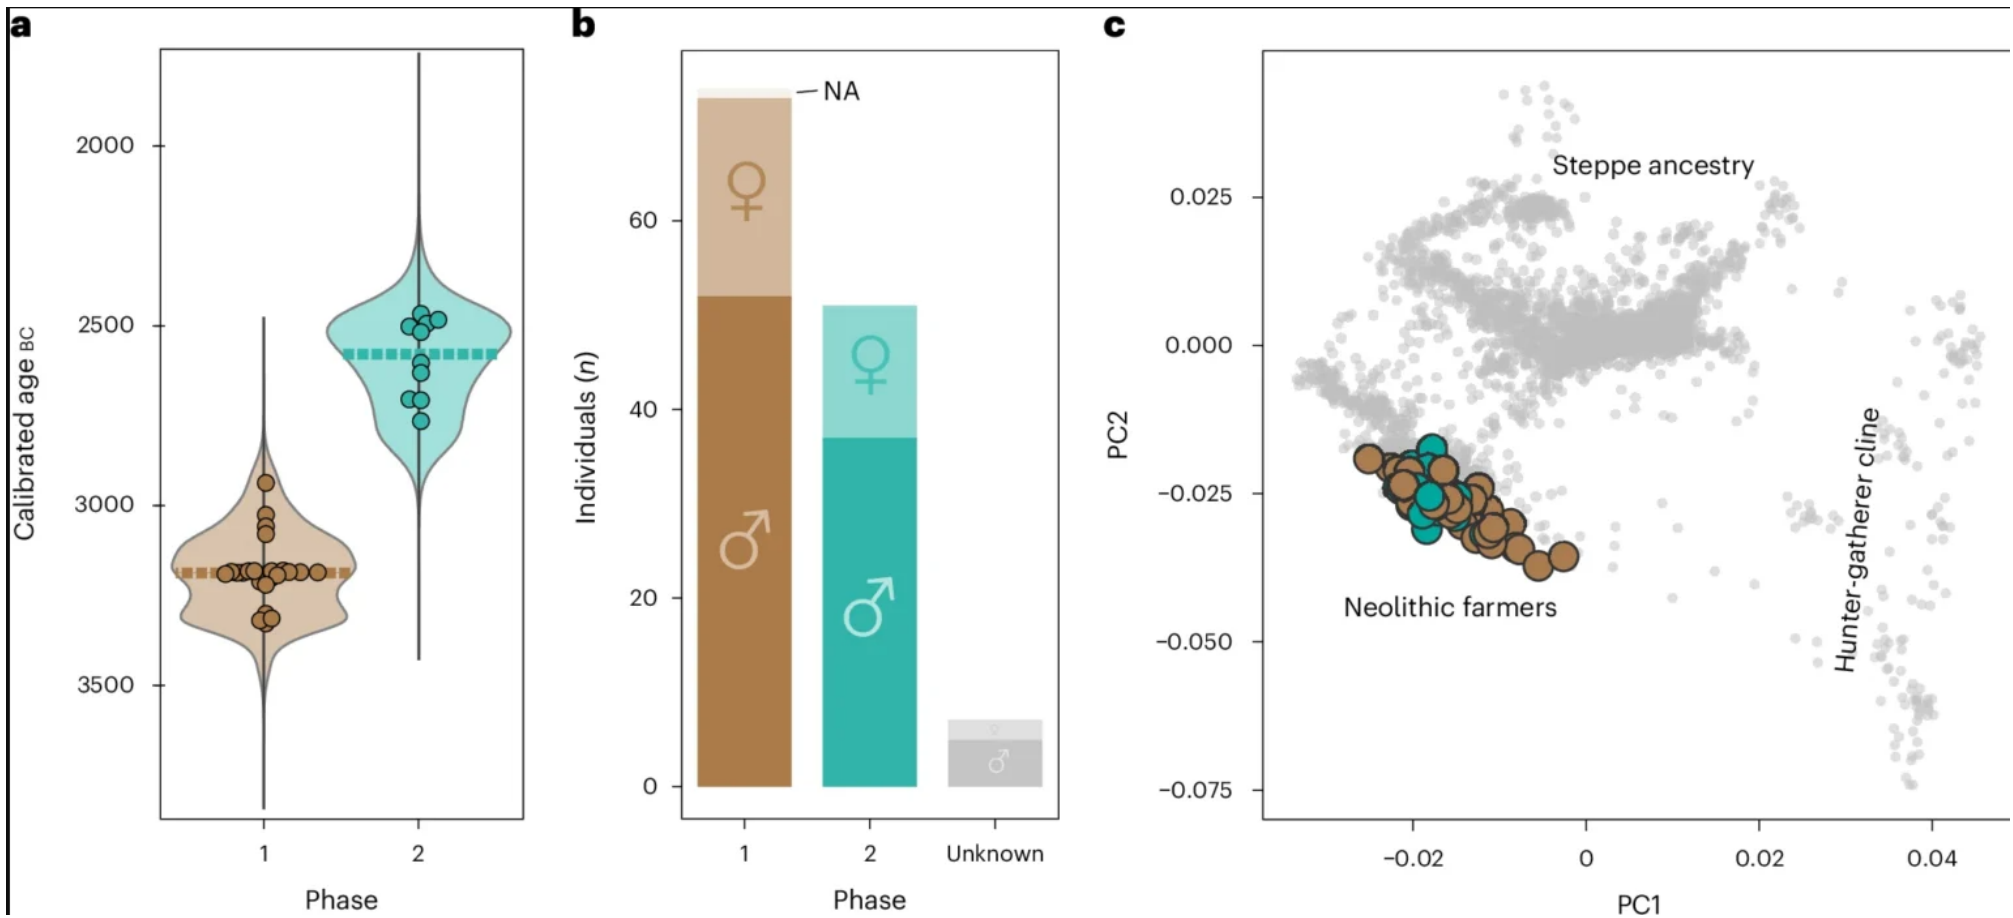 a
2000
2500
3000
3500
Calibrated age BC
1
2
Phase
b
NA
60
40
20
0
Individuals (n)
♀
♂
♀
♂
♀
♂
1
2
Unknown
Phase
c
0.025
0.000
−0.025
−0.050
−0.075
PC2
Steppe ancestry
Neolithic farmers
Hunter-gatherer cline
−0.02
0
0.02
0.04
PC1